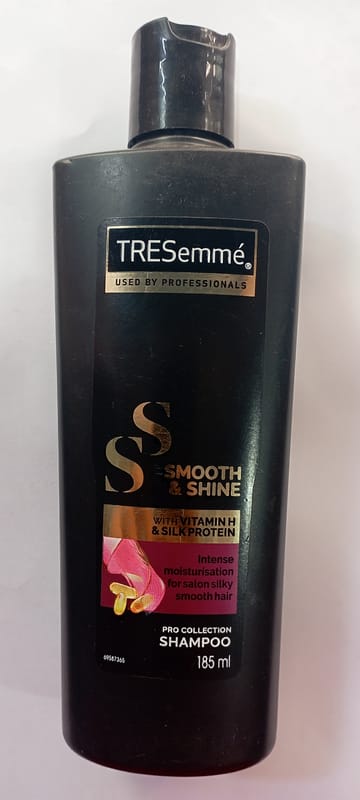 TRESemmé®
USED BY PROFESSIONALS
SS
SMOOTH
& SHINE
WITH VITAMIN H
& SILK PROTEIN
Intense
moisturisation
for salon silky
smooth hair
PRO COLLECTION
SHAMPOO
69587365
185 ml